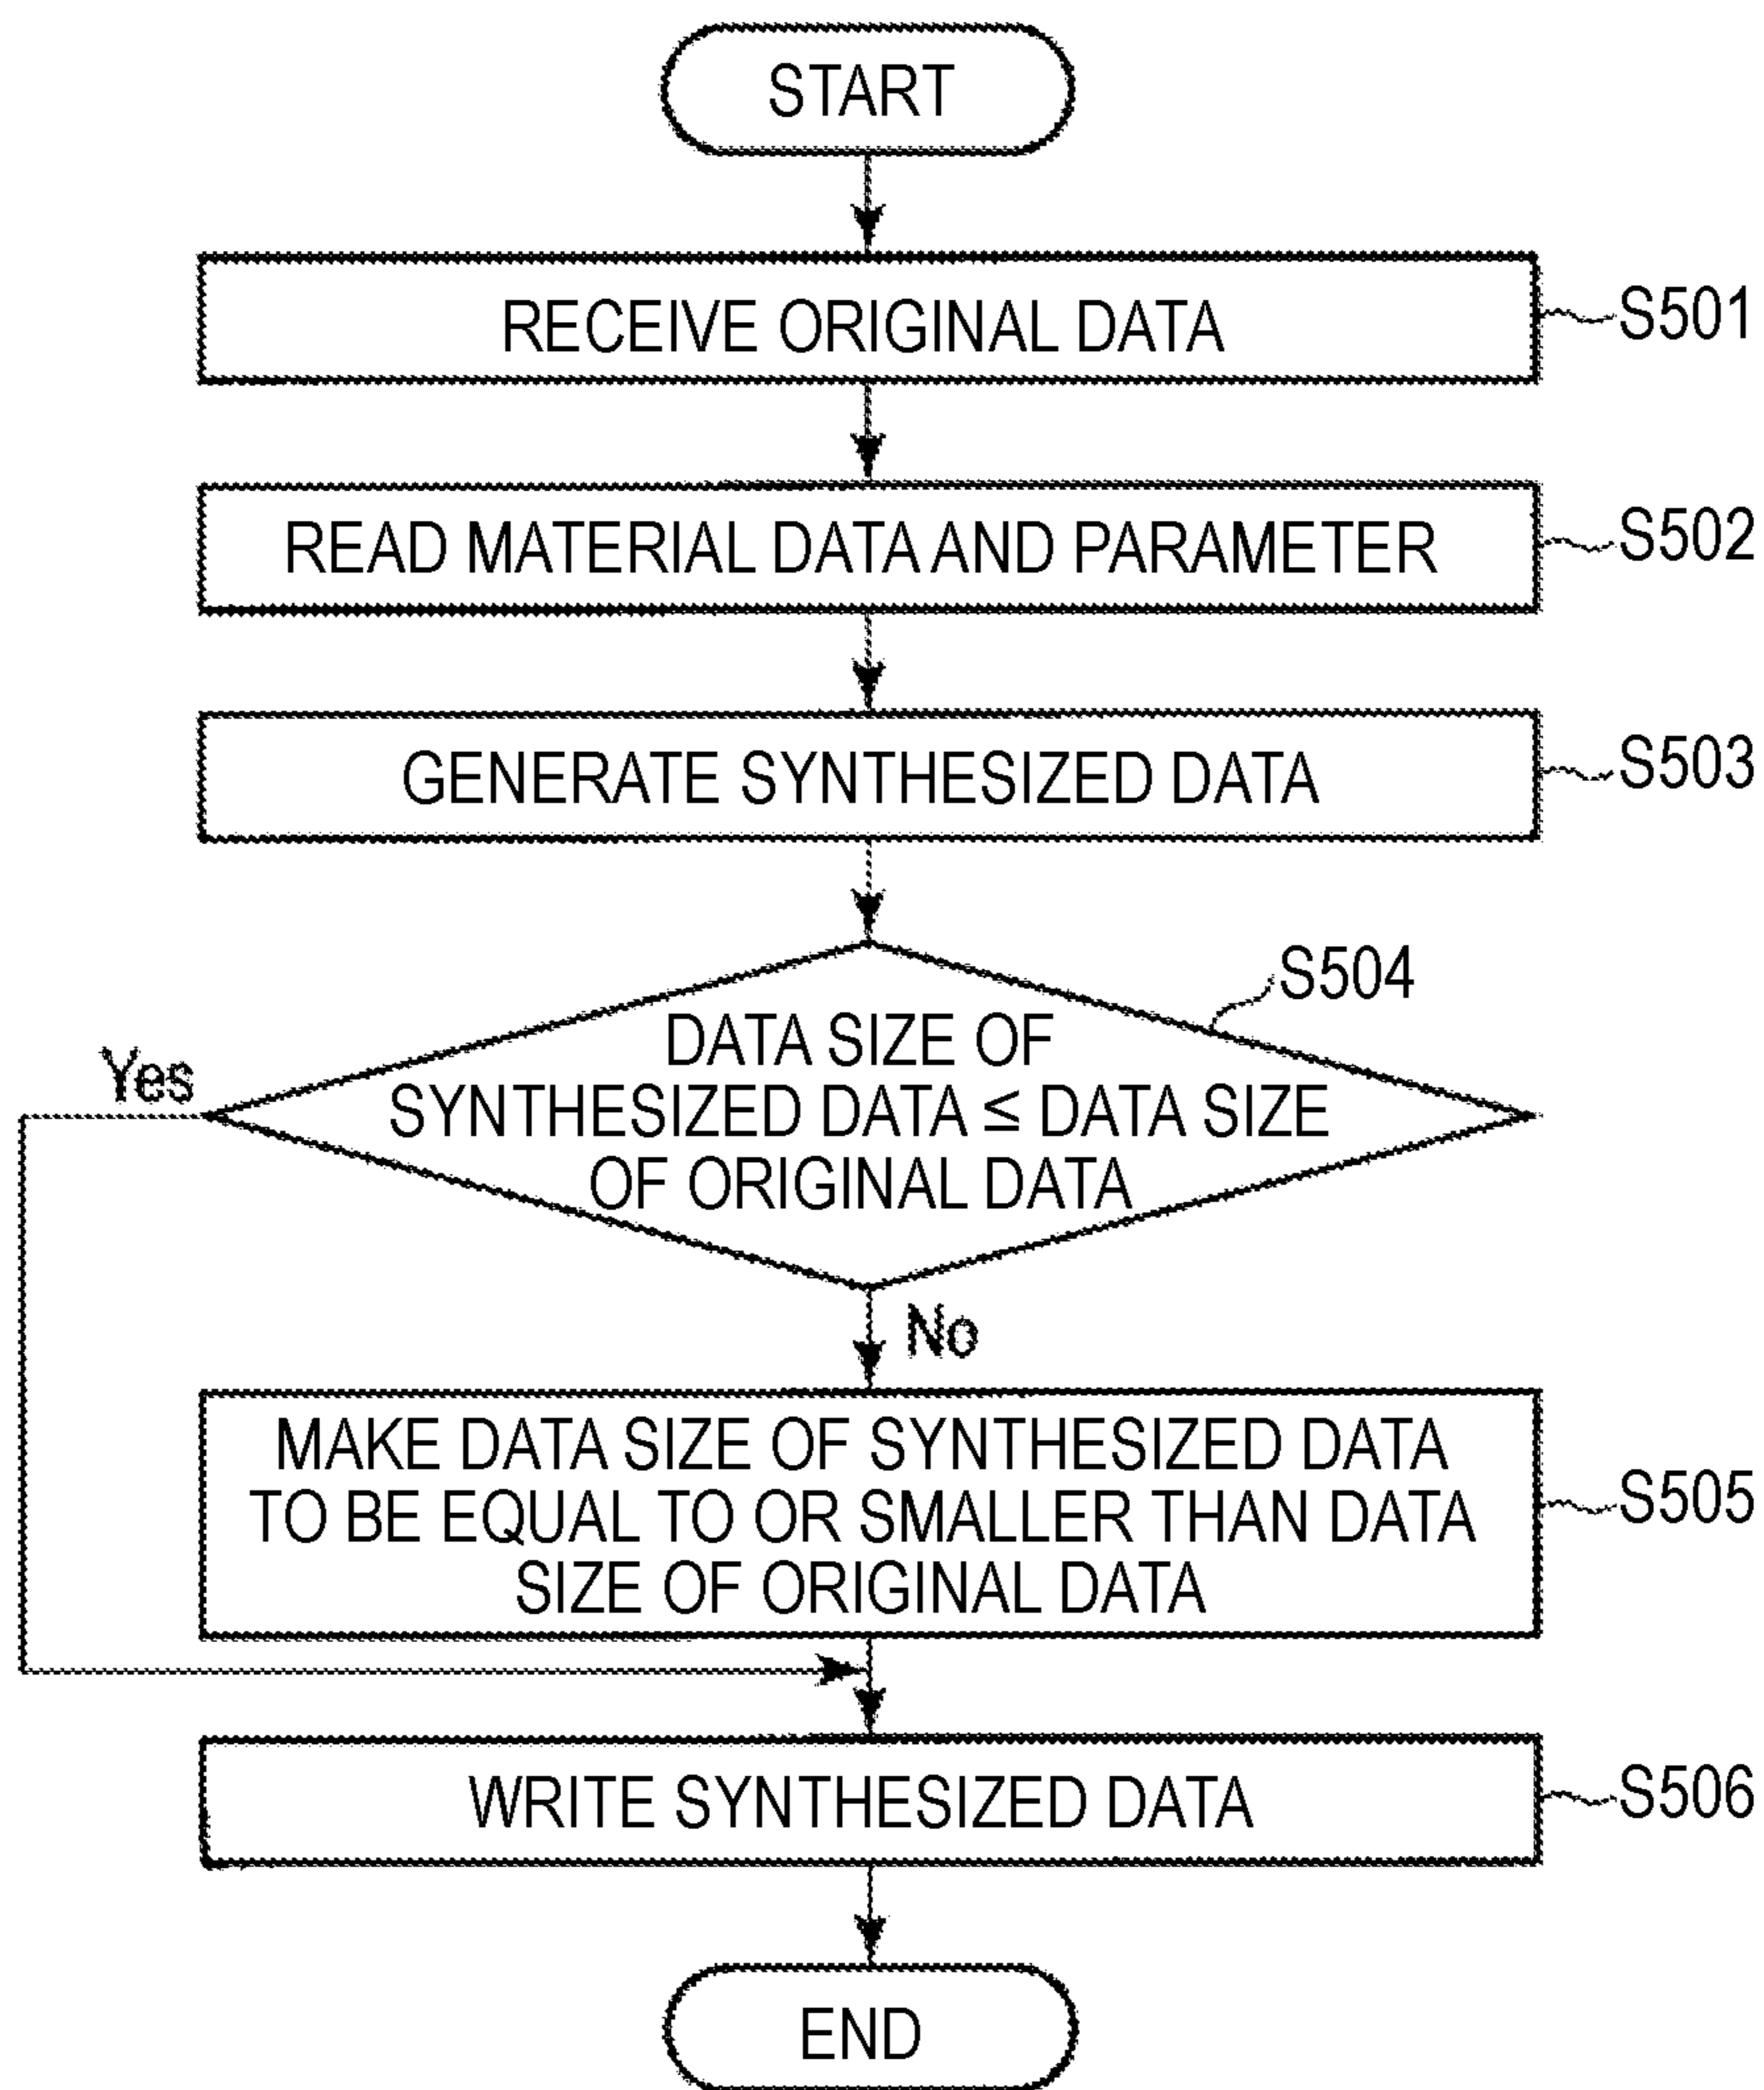 START
RECEIVE ORIGINAL DATA
S501
READ MATERIAL DATA AND PARAMETER
S502
GENERATE SYNTHESIZED DATA
S503
S504
DATA SIZE OF
SYNTHESIZED DATA ≤ DATA SIZE
OF ORIGINAL DATA
Yes
No
MAKE DATA SIZE OF SYNTHESIZED DATA
TO BE EQUAL TO OR SMALLER THAN DATA
SIZE OF ORIGINAL DATA
S505
WRITE SYNTHESIZED DATA
S506
END